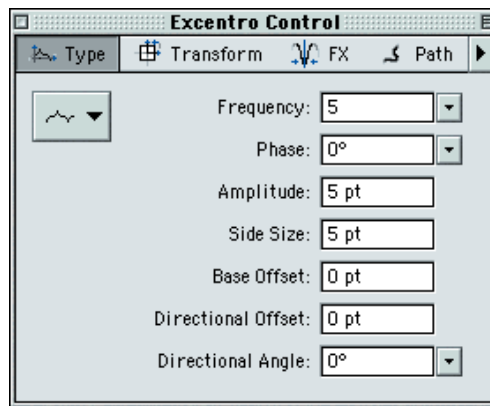 Excentro Control
Type Transform FX Path
Frequency: 5
Phase: 0°
Amplitude: 5 pt
Side Size: 5 pt
Base Offset: 0 pt
Directional Offset: 0 pt
Directional Angle: 0°